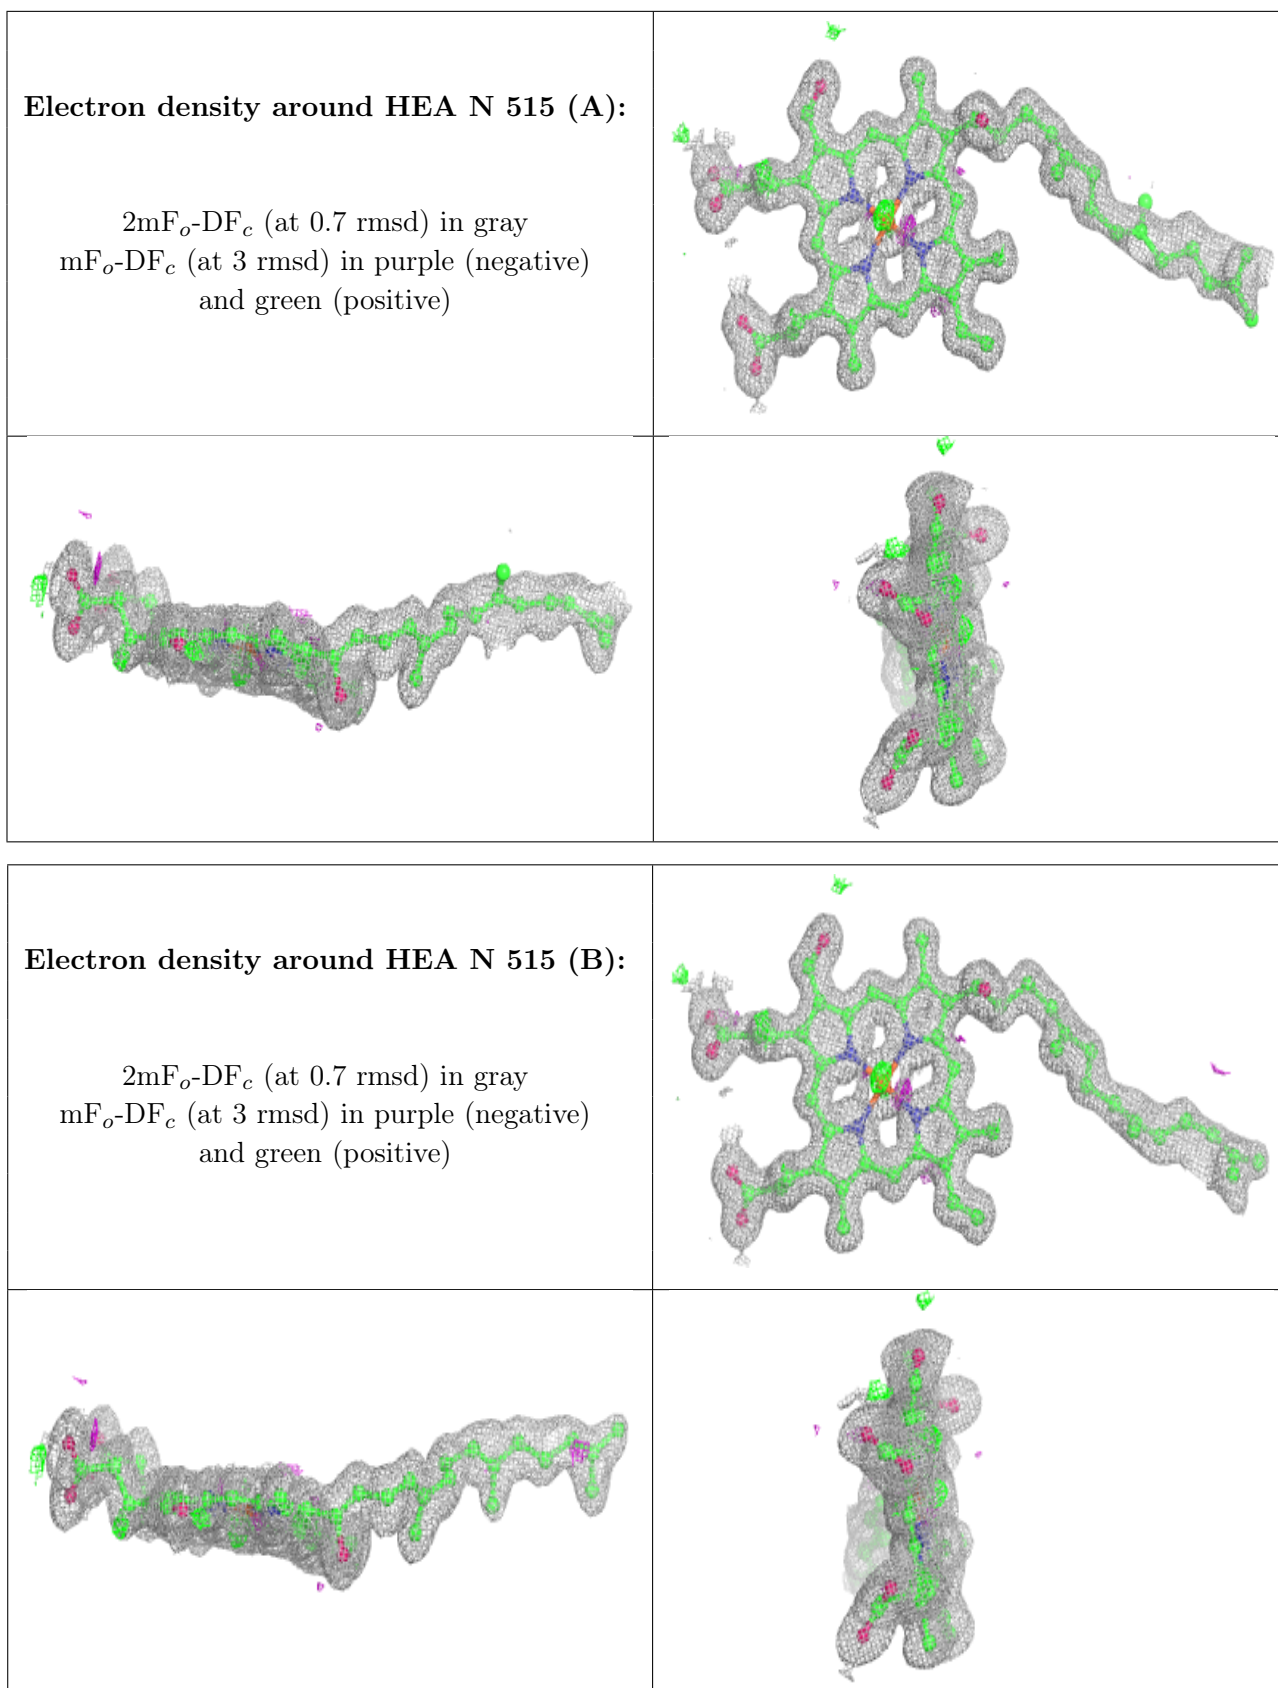 Electron density around HEA N 515 (A):
2mFo-DFc (at 0.7 rmsd) in gray
mFo-DFc (at 3 rmsd) in purple (negative)
and green (positive)
Electron density around HEA N 515 (B):
2mFo-DFc (at 0.7 rmsd) in gray
mFo-DFc (at 3 rmsd) in purple (negative)
and green (positive)